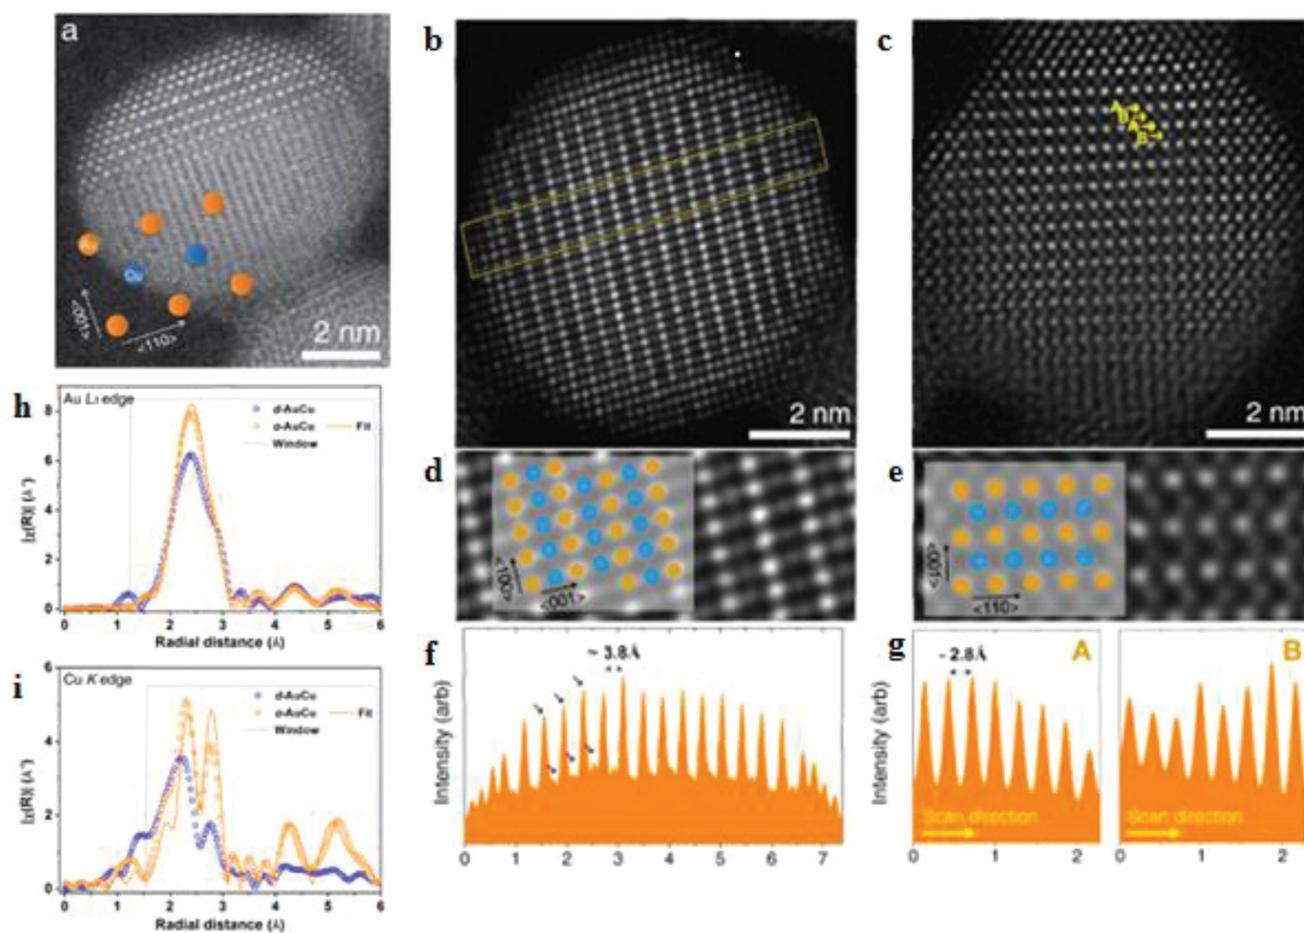 a
Cu
<001>
<110>
2 nm
b
2 nm
c
A
B
A
B
2 nm
h
Au L₃ edge
d-AuCu
o-AuCu
Fit
Window
|χ(R)| (Å
8
6
4
2
0
0 1 2 3 4 5 6
Radial distance (Å)
d
<100>
<001>
e
<001>
<110>
i
Cu K edge
d-AuCu
o-AuCu
Fit
Window
|χ(R)| (Å
6
4
2
0
0 1 2 3 4 5 6
Radial distance (Å)
f
~ 3.8Å
Intensity (arb)
0 1 2 3 4 5 6 7
g
- 2.8Å
A
Intensity (arb)
Scan direction
0 1 2
B
Scan direction
0 1 2